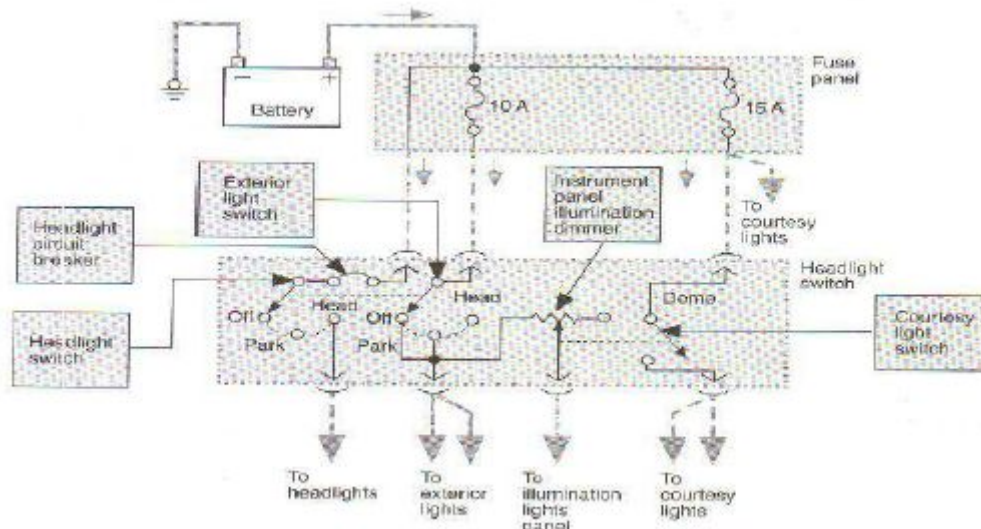 Fuse
panel
− +
Battery
10 A
15 A
Exterior
light
switch
Instrument
panel
illumination
dimmer
To
courtesy
lights
Headlight
circuit
breaker
Headlight
switch
Headlight
switch
Off
Park
Head
Off
Park
Head
Dome
Courtesy
light
switch
To
headlights
To
exterior
lights
To
illumination
lights
panel
To
courtesy
lights